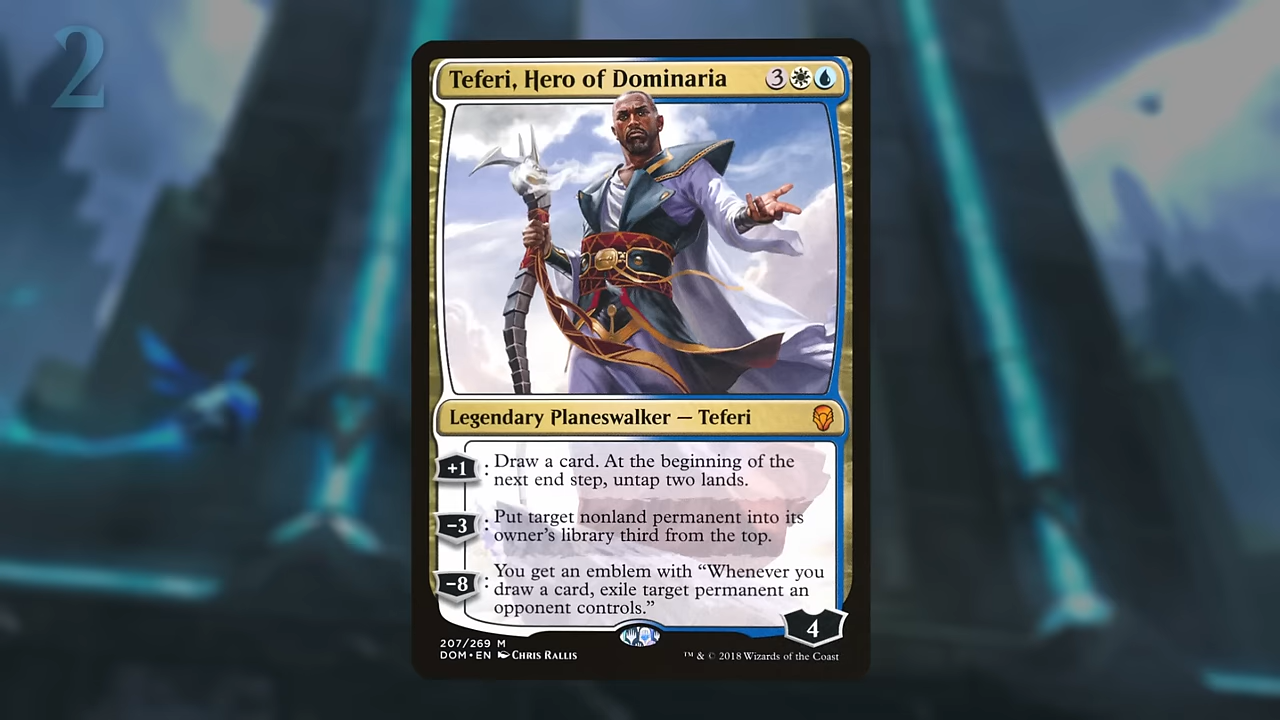 2
Teferi, Hero of Dominaria 3
Legendary Planeswalker — Teferi
+1 : Draw a card. At the beginning of the
next end step, untap two lands.
−3 : Put target nonland permanent into its
owner's library third from the top.
−8 : You get an emblem with “Whenever you
draw a card, exile target permanent an
opponent controls.”
4
207/269 M
DOM • EN Chris Rallis
™ & © 2018 Wizards of the Coast